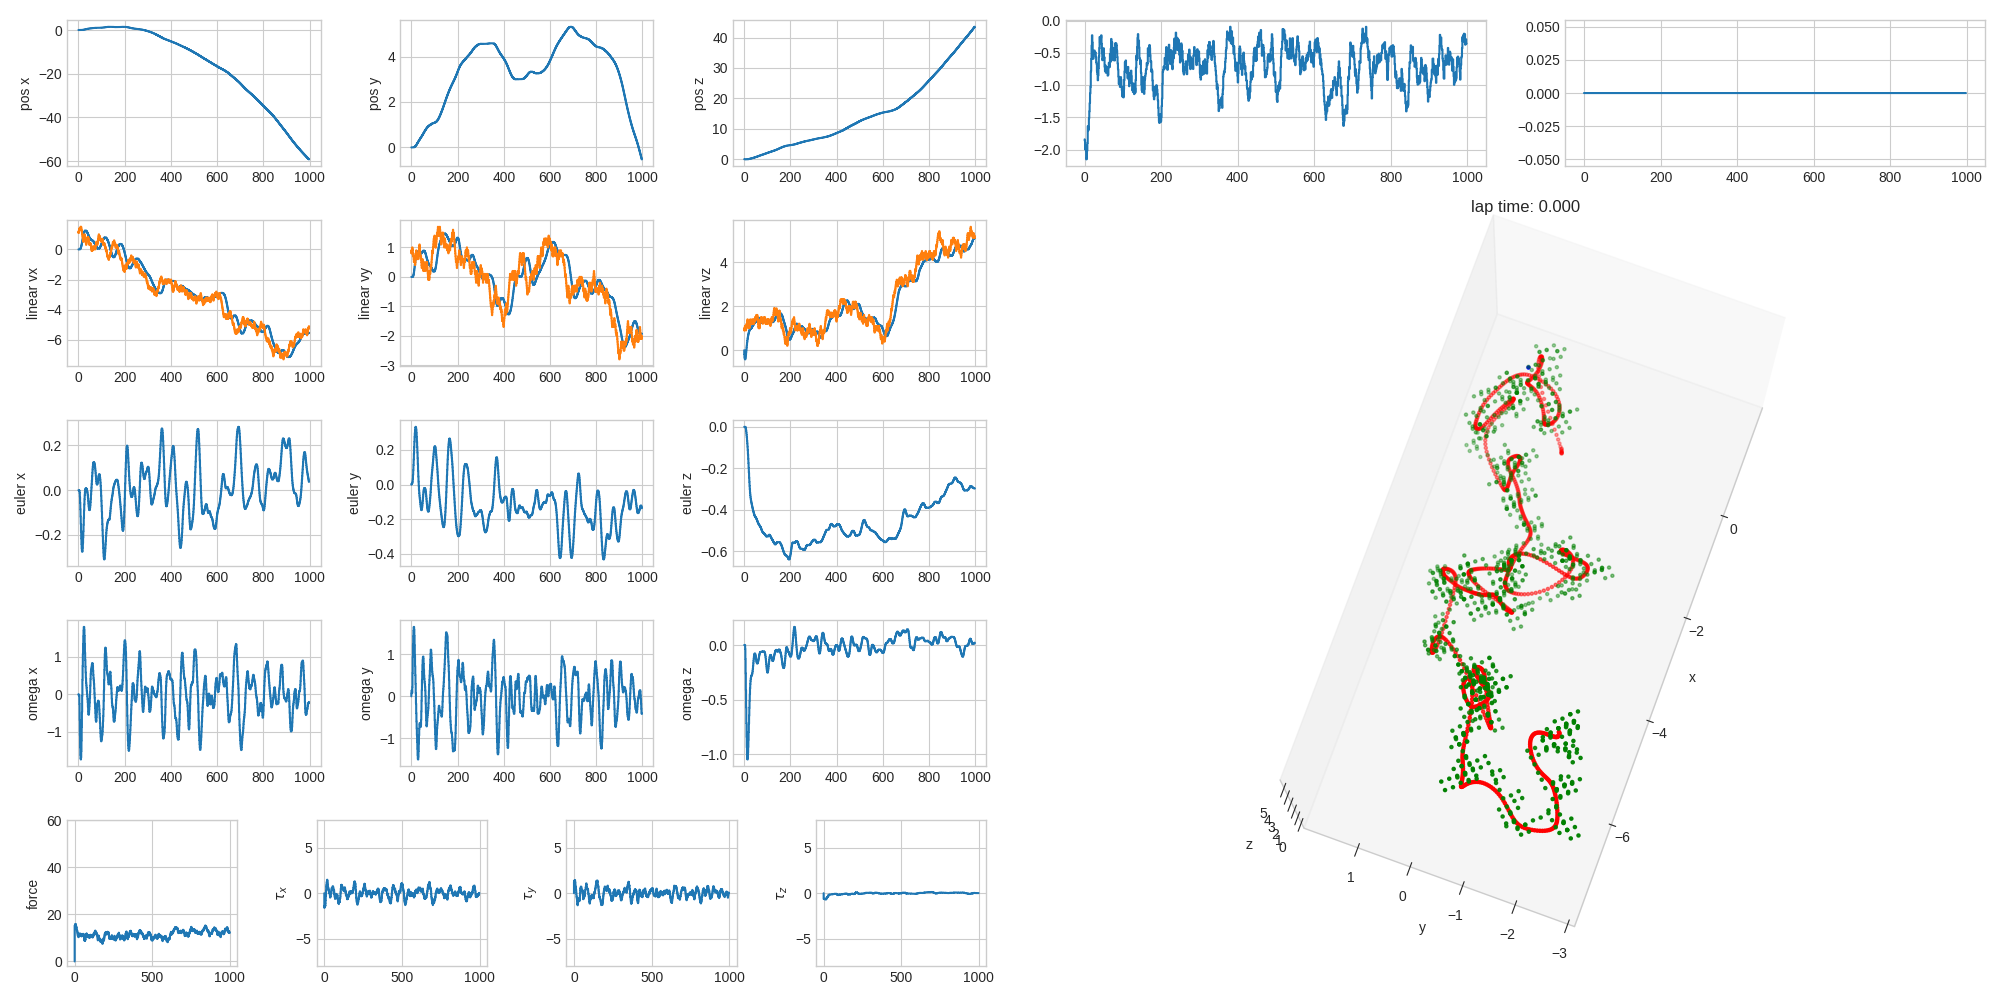 0
−20
−40
−60
pos x
0 200 400 600 800 1000
4
2
0
pos y
0 200 400 600 800 1000
40
30
20
10
0
pos z
0 200 400 600 800 1000
0.0
−0.5
−1.0
−1.5
−2.0
0 200 400 600 800 1000
0.050
0.025
0.000
−0.025
−0.050
0 200 400 600 800 1000
lap time: 0.000
0
−2
−4
−6
linear vx
0 200 400 600 800 1000
1
0
−1
−2
−3
linear vy
0 200 400 600 800 1000
4
2
0
linear vz
0 200 400 600 800 1000
0.2
0.0
−0.2
euler x
0 200 400 600 800 1000
0.2
0.0
−0.2
−0.4
euler y
0 200 400 600 800 1000
0.0
−0.2
−0.4
−0.6
euler z
0 200 400 600 800 1000
1
0
−1
omega x
0 200 400 600 800 1000
1
0
−1
omega y
0 200 400 600 800 1000
0.0
−0.5
−1.0
omega z
0 200 400 600 800 1000
60
40
20
0
force
0 500 1000
5
0
−5
τx
0 500 1000
5
0
−5
τy
0 500 1000
5
0
−5
τz
0 500 1000
0
−2
x
−4
−6
5
4
3
2
1
0
z
1
0
−1
−2
−3
y